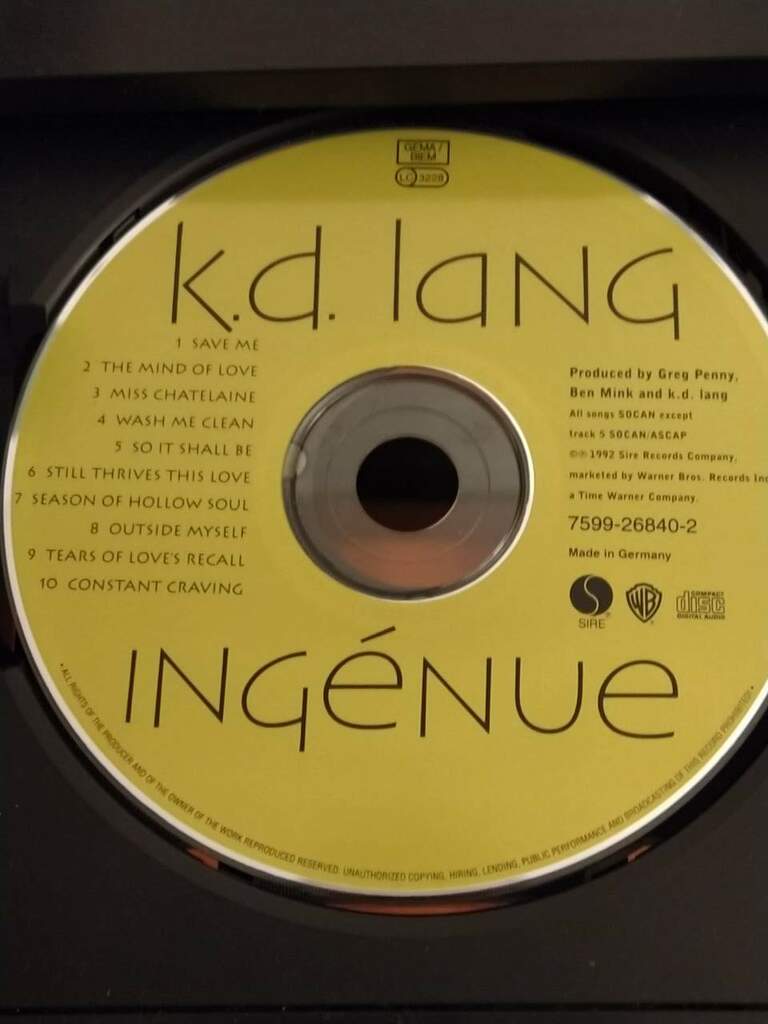 GEMA/
BIEM
LC 3228
k.d. lang
1 SAVE ME
2 THE MIND OF LOVE
3 MISS CHATELAINE
4 WASH ME CLEAN
5 SO IT SHALL BE
6 STILL THRIVES THIS LOVE
7 SEASON OF HOLLOW SOUL
8 OUTSIDE MYSELF
9 TEARS OF LOVE'S RECALL
10 CONSTANT CRAVING
Produced by Greg Penny,
Ben Mink and k.d. lang
All songs SOCAN except
track 5 SOCAN/ASCAP
©℗ 1992 Sire Records Company,
marketed by Warner Bros. Records Inc
a Time Warner Company.
7599-26840-2
Made in Germany
SIRE
WB
COMPACT
disc
DIGITAL AUDIO
INGÉNUE
• ALL RIGHTS OF THE PRODUCER AND OF THE OWNER OF THE WORK REPRODUCED RESERVED. UNAUTHORIZED COPYING, HIRING, LENDING, PUBLIC PERFORMANCE AND BROADCASTING OF THIS RECORD PROHIBITED! •